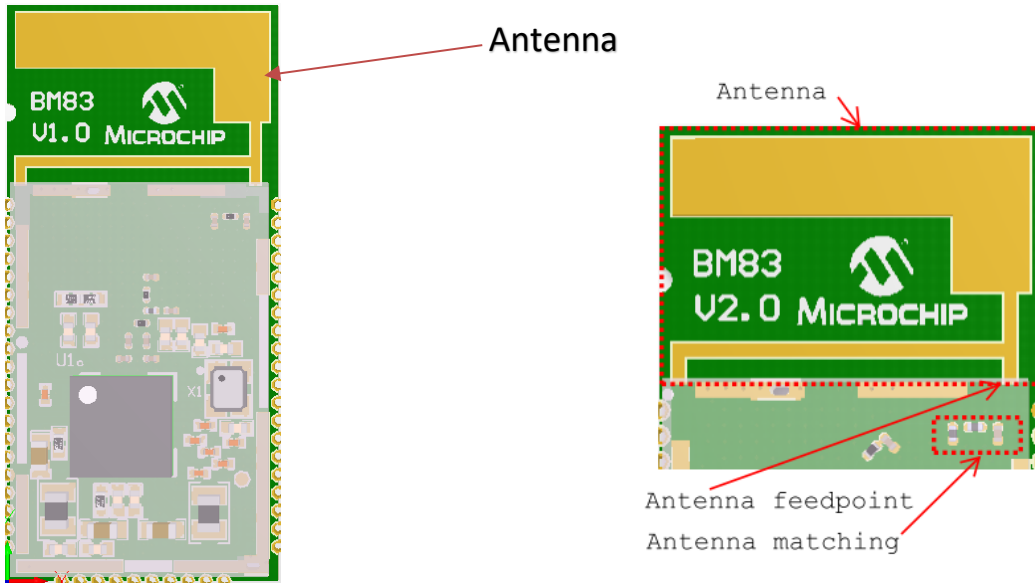 Antenna
BM83
V1.0 MICROCHIP
U1
X1
Antenna
BM83
V2.0 MICROCHIP
Antenna feedpoint
Antenna matching